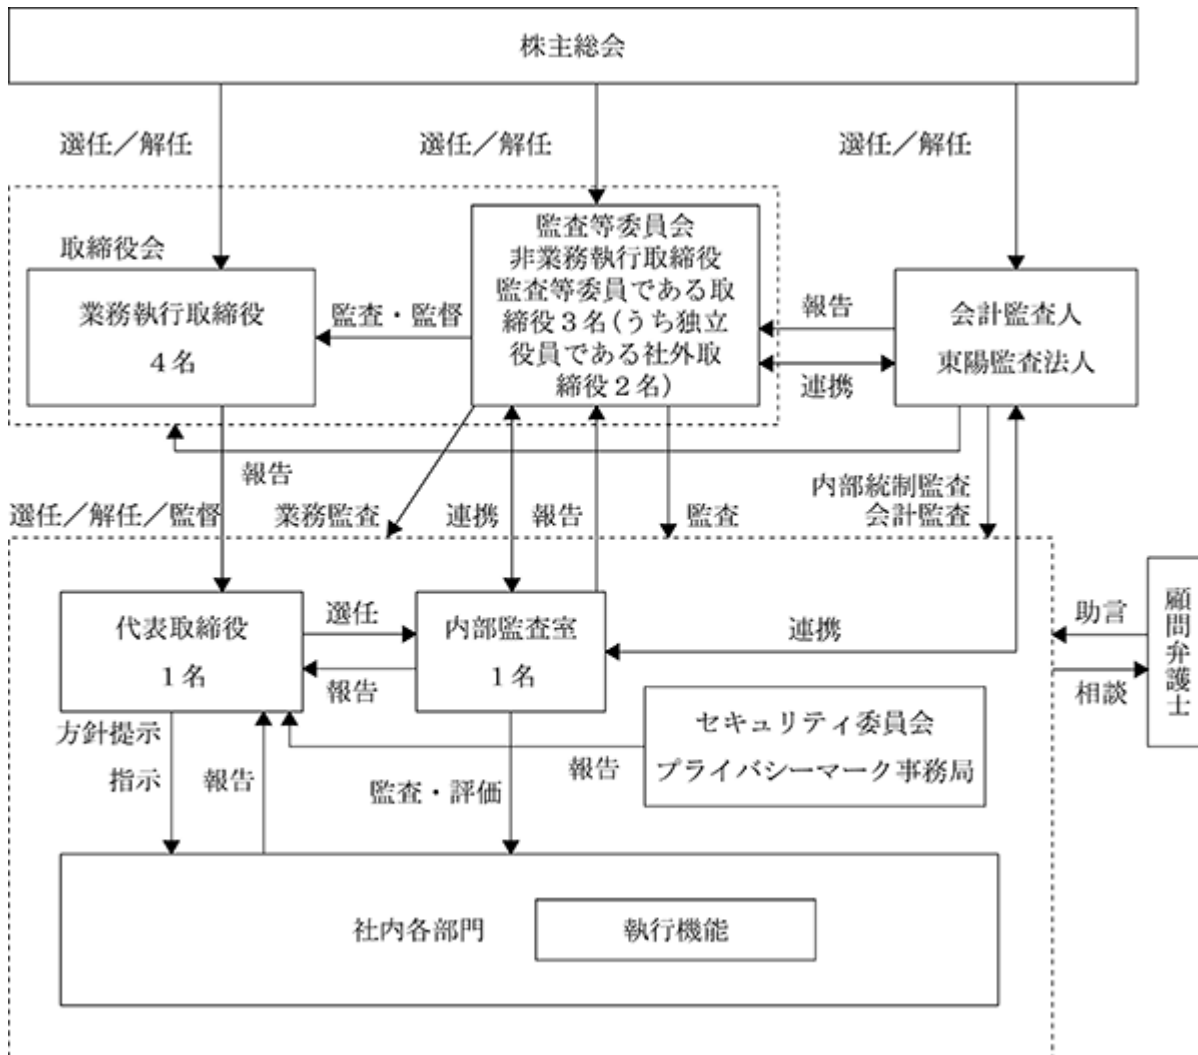 株主総会
選任／解任
選任／解任
選任／解任
取締役会
業務執行取締役
４名
監査・監督
監査等委員会
非業務執行取締役
監査等委員である取
締役３名（うち独立
役員である社外取
締役２名）
報告
連携
会計監査人
東陽監査法人
報告
選任／解任／監督
業務監査
連携
報告
監査
内部統制監査
会計監査
代表取締役
１名
選任
報告
内部監査室
１名
連携
助言
相談
顧問弁護士
方針提示
指示
報告
監査・評価
報告
セキュリティ委員会
プライバシーマーク事務局
社内各部門
執行機能